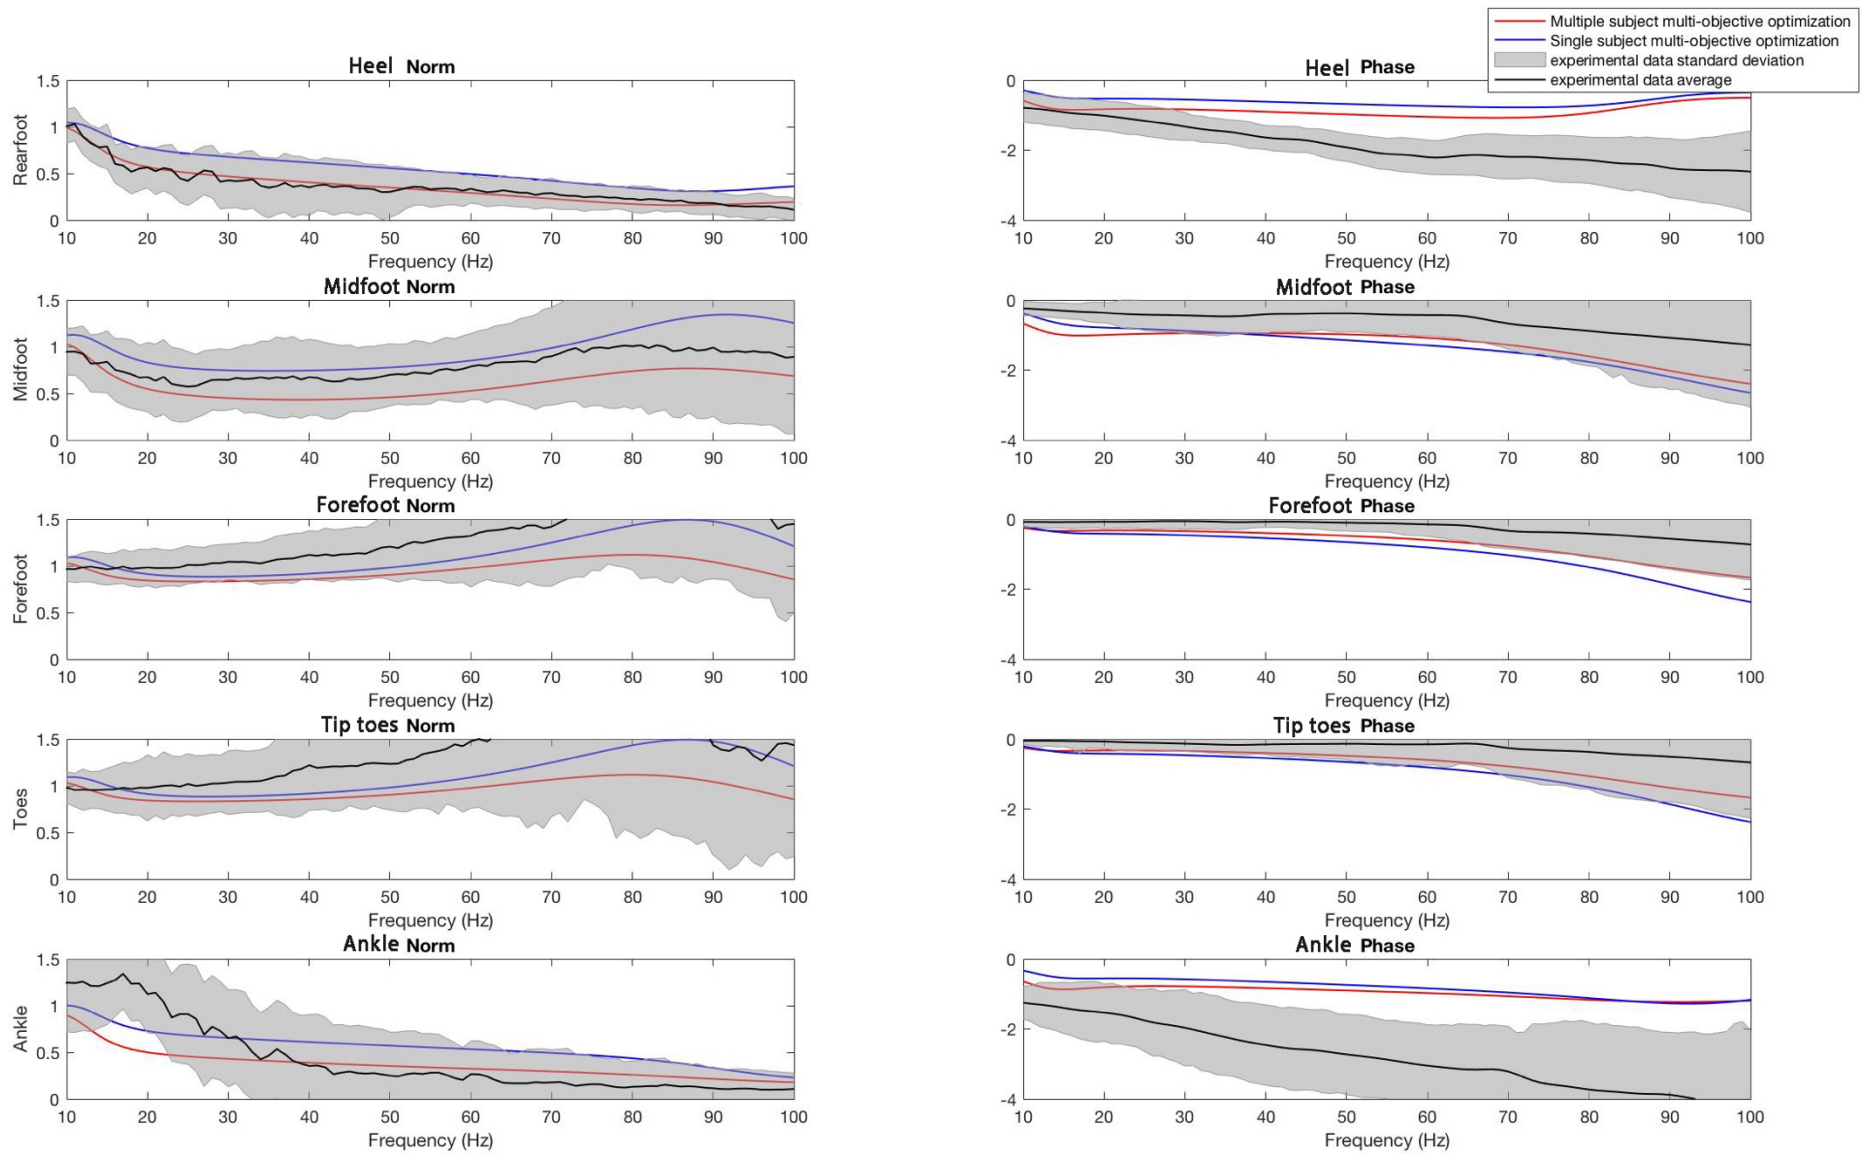 Multiple subject multi-objective optimization
Single subject multi-objective optimization
experimental data standard deviation
experimental data average
Heel Norm
1.5
1
0.5
0
Rearfoot
10 20 30 40 50 60 70 80 90 100
Frequency (Hz)
Heel Phase
0
-2
-4
10 20 30 40 50 60 70 80 90 100
Frequency (Hz)
Midfoot Norm
1.5
1
0.5
0
Midfoot
10 20 30 40 50 60 70 80 90 100
Frequency (Hz)
Midfoot Phase
0
-2
-4
10 20 30 40 50 60 70 80 90 100
Frequency (Hz)
Forefoot Norm
1.5
1
0.5
0
Forefoot
10 20 30 40 50 60 70 80 90 100
Frequency (Hz)
Forefoot Phase
0
-2
-4
10 20 30 40 50 60 70 80 90 100
Frequency (Hz)
Tip toes Norm
1.5
1
0.5
0
Toes
10 20 30 40 50 60 70 80 90 100
Frequency (Hz)
Tip toes Phase
0
-2
-4
10 20 30 40 50 60 70 80 90 100
Frequency (Hz)
Ankle Norm
1.5
1
0.5
0
Ankle
10 20 30 40 50 60 70 80 90 100
Frequency (Hz)
Ankle Phase
0
-2
-4
10 20 30 40 50 60 70 80 90 100
Frequency (Hz)